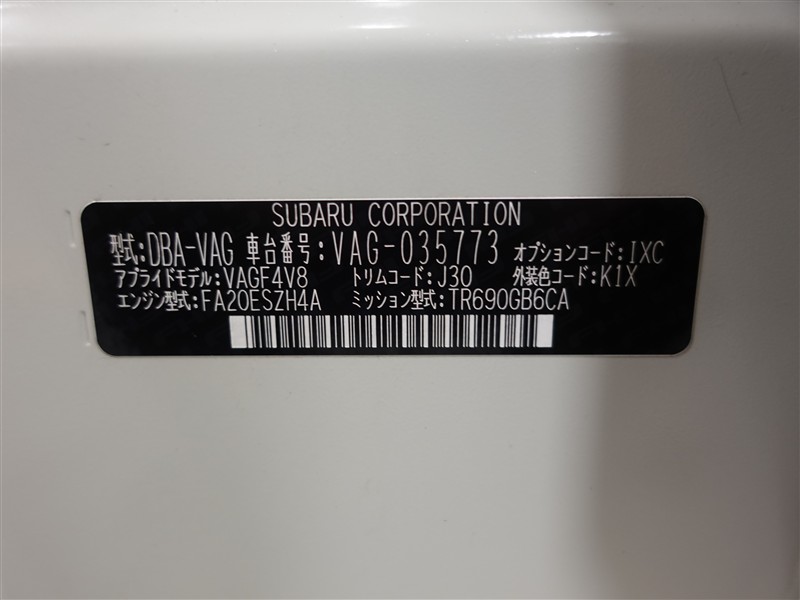 SUBARU CORPORATION
型式:DBA-VAG 車台番号:VAG-035773 オプションコード:IXC
アプライドモデル:VAGF4V8 トリムコード:J30 外装色コード:K1X
エンジン型式:FA20ESZH4A ミッション型式:TR690GB6CA